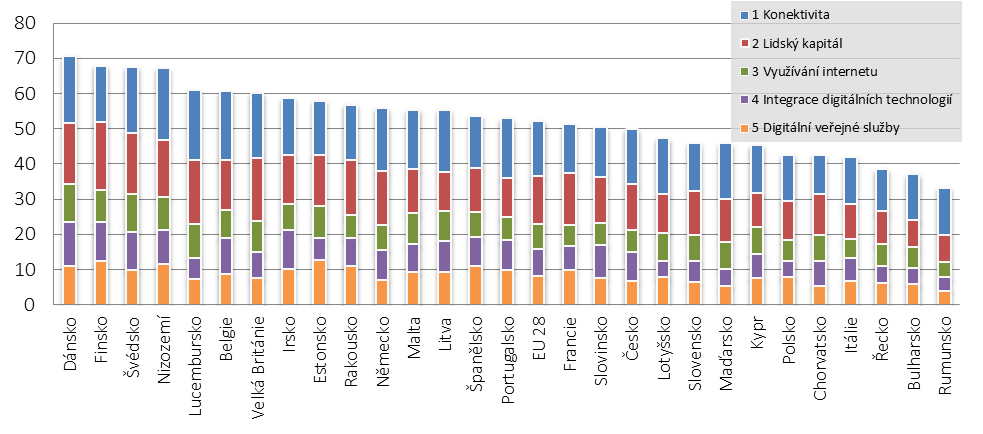 1 Konektivita
2 Lidský kapitál
3 Využívání internetu
4 Integrace digitálních technologií
5 Digitální veřejné služby
80
70
60
50
40
30
20
10
0
Dánsko
Finsko
Švédsko
Nizozemí
Lucembursko
Belgie
Velká Británie
Irsko
Estonsko
Rakousko
Německo
Malta
Litva
Španělsko
Portugalsko
EU 28
Francie
Slovinsko
Česko
Lotyšsko
Slovensko
Maďarsko
Kypr
Polsko
Chorvatsko
Itálie
Řecko
Bulharsko
Rumunsko